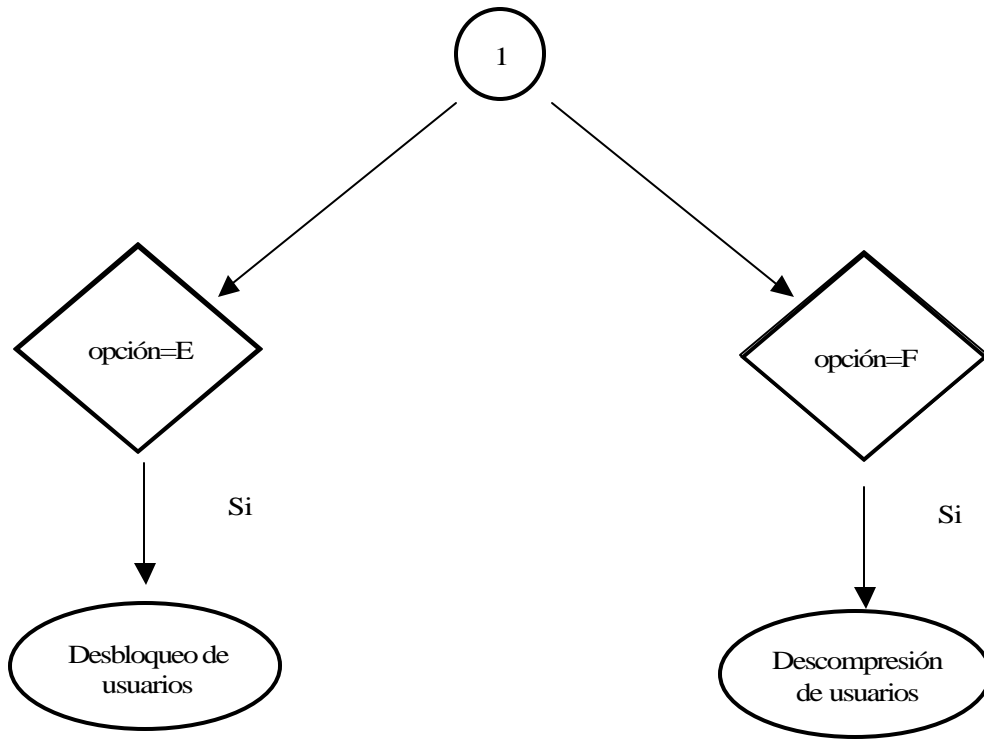 1
opción=E
opción=F
Si
Si
Desbloqueo de
usuarios
Descompresión
de usuarios